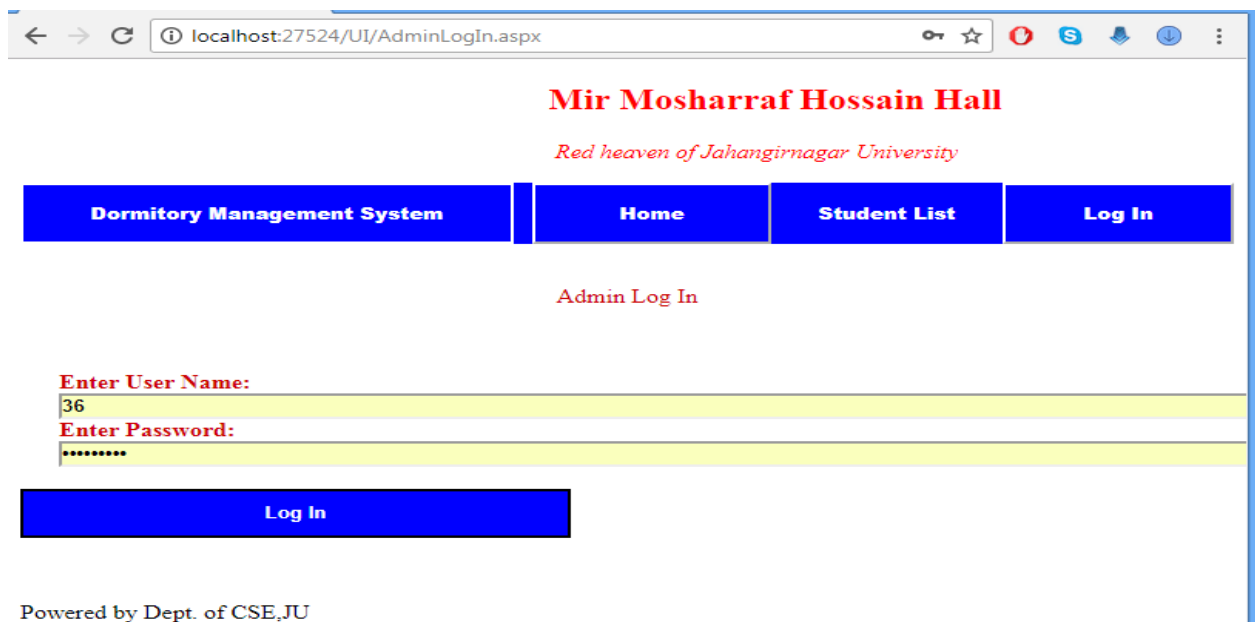 localhost:27524/UI/AdminLogIn.aspx
Mir Mosharraf Hossain Hall
Red heaven of Jahangirnagar University
Dormitory Management System Home Student List Log In
Admin Log In
Enter User Name:
36
Enter Password:
•••••••••
Log In
Powered by Dept. of CSE,JU